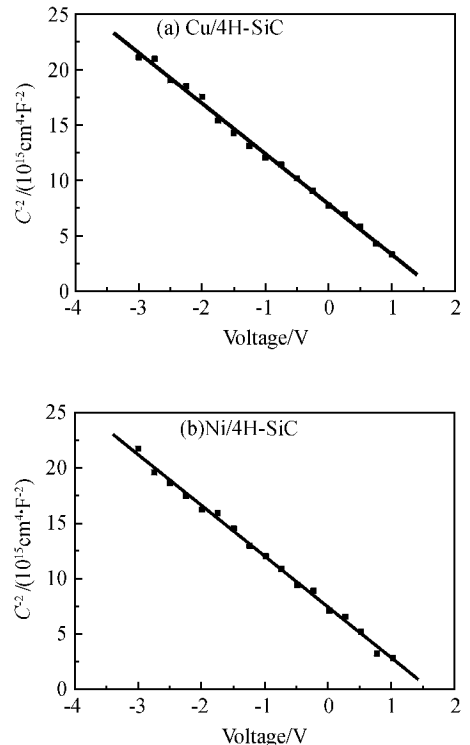 (a) Cu/4H-SiC
25
20
15
10
5
0
C⁻² /(10¹⁵cm⁴·F⁻²)
-4 -3 -2 -1 0 1 2
Voltage/V
(b)Ni/4H-SiC
25
20
15
10
5
0
C⁻² /(10¹⁵cm⁴·F⁻²)
-4 -3 -2 -1 0 1 2
Voltage/V